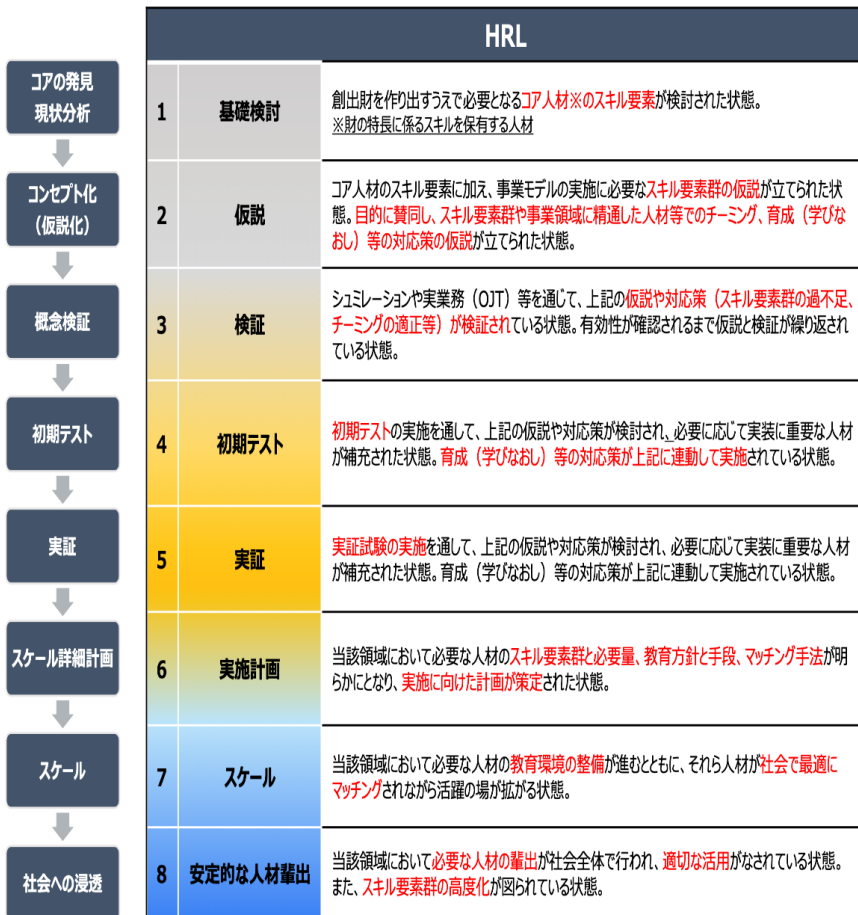 HRL
コアの発見
現状分析
1
基礎検討
創出財を作り出すうえで必要となるコア人材※のスキル要素が検討された状態。
※財の特長に係るスキルを保有する人材
コンセプト化
（仮説化）
2
仮説
コア人材のスキル要素に加え、事業モデルの実施に必要なスキル要素群の仮説が立てられた状
態。目的に賛同し、スキル要素群や事業領域に精通した人材等でのチーミング、育成（学びな
おし）等の対応策の仮説が立てられた状態。
概念検証
3
検証
シュミレーションや実業務（OJT）等を通じて、上記の仮説や対応策（スキル要素群の過不足、
チーミングの適正等）が検証されている状態。有効性が確認されるまで仮説と検証が繰り返され
ている状態。
初期テスト
4
初期テスト
初期テストの実施を通して、上記の仮説や対応策が検討され、必要に応じて実装に重要な人材
が補充された状態。育成（学びなおし）等の対応策が上記に連動して実施されている状態。
実証
5
実証
実証試験の実施を通して、上記の仮説や対応策が検討され、必要に応じて実装に重要な人材
が補充された状態。育成（学びなおし）等の対応策が上記に連動して実施されている状態。
スケール詳細計画
6
実施計画
当該領域において必要な人材のスキル要素群と必要量、教育方針と手段、マッチング手法が明
らかにとなり、実施に向けた計画が策定された状態。
スケール
7
スケール
当該領域において必要な人材の教育環境の整備が進むとともに、それら人材が社会で最適に
マッチングされながら活躍の場が拡がる状態。
社会への浸透
8
安定的な人材輩出
当該領域において必要な人材の輩出が社会全体で行われ、適切な活用がなされている状態。
また、スキル要素群の高度化が図られている状態。